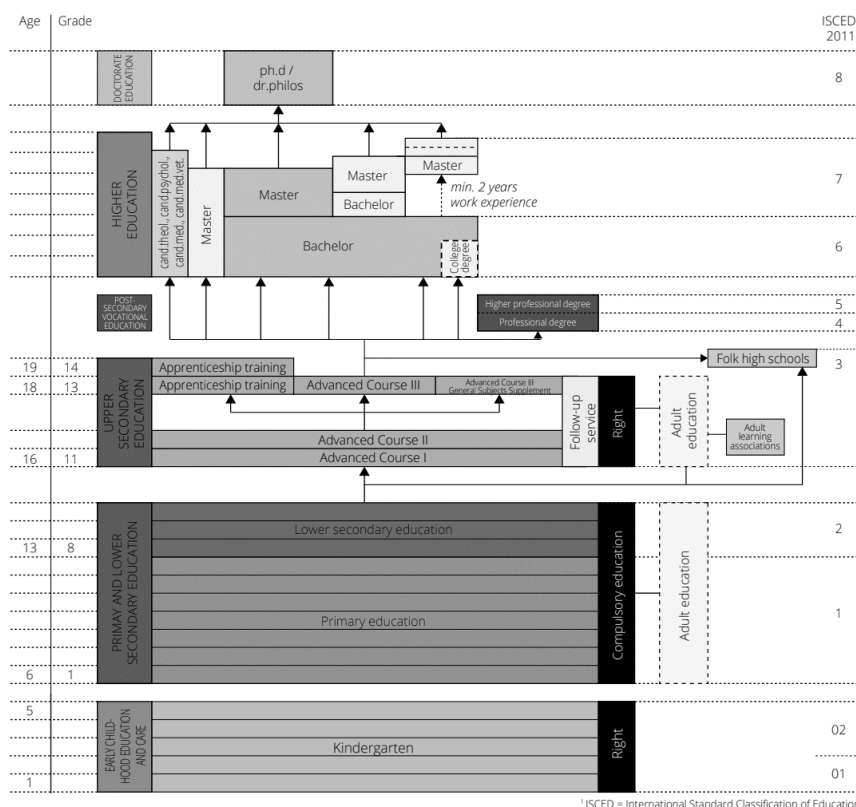 Age
Grade
ISCED
2011
DOCTORATE
EDUCATION
ph.d /
dr.philos
8
HIGHER
EDUCATION
cand.theol., cand.psychol.,
cand.med., cand.med.vet.
Master
Master
Master
Bachelor
Master
min. 2 years
work experience
7
Bachelor
College
degree
6
POST-
SECONDARY
VOCATIONAL
EDUCATION
Higher professional degree
5
Professional degree
4
Folk high schools
3
19
14
Apprenticeship training
18
13
Apprenticeship training
Advanced Course III
Advanced Course III
General Subjects Supplement
UPPER
SECONDARY
EDUCATION
Follow-up
service
Right
Adult
education
Adult
learning
associations
Advanced Course II
16
11
Advanced Course I
PRIMAY AND LOWER
SECONDARY EDUCATION
Lower secondary education
2
13
8
Compulsory education
Adult education
Primary education
1
6
1
5
EARLY CHILD-
HOOD EDUCATION
AND CARE
Kindergarten
Right
02
01
1
1 ISCED = International Standard Classification of Education